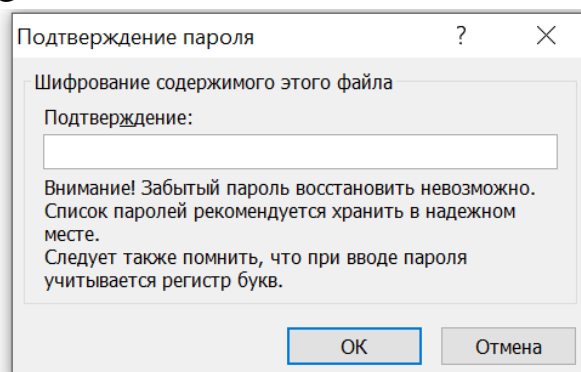 Подтверждение пароля ? ×
Шифрование содержимого этого файла
Подтверждение:
Внимание! Забытый пароль восстановить невозможно.
Список паролей рекомендуется хранить в надежном
месте.
Следует также помнить, что при вводе пароля
учитывается регистр букв.
ОК Отмена